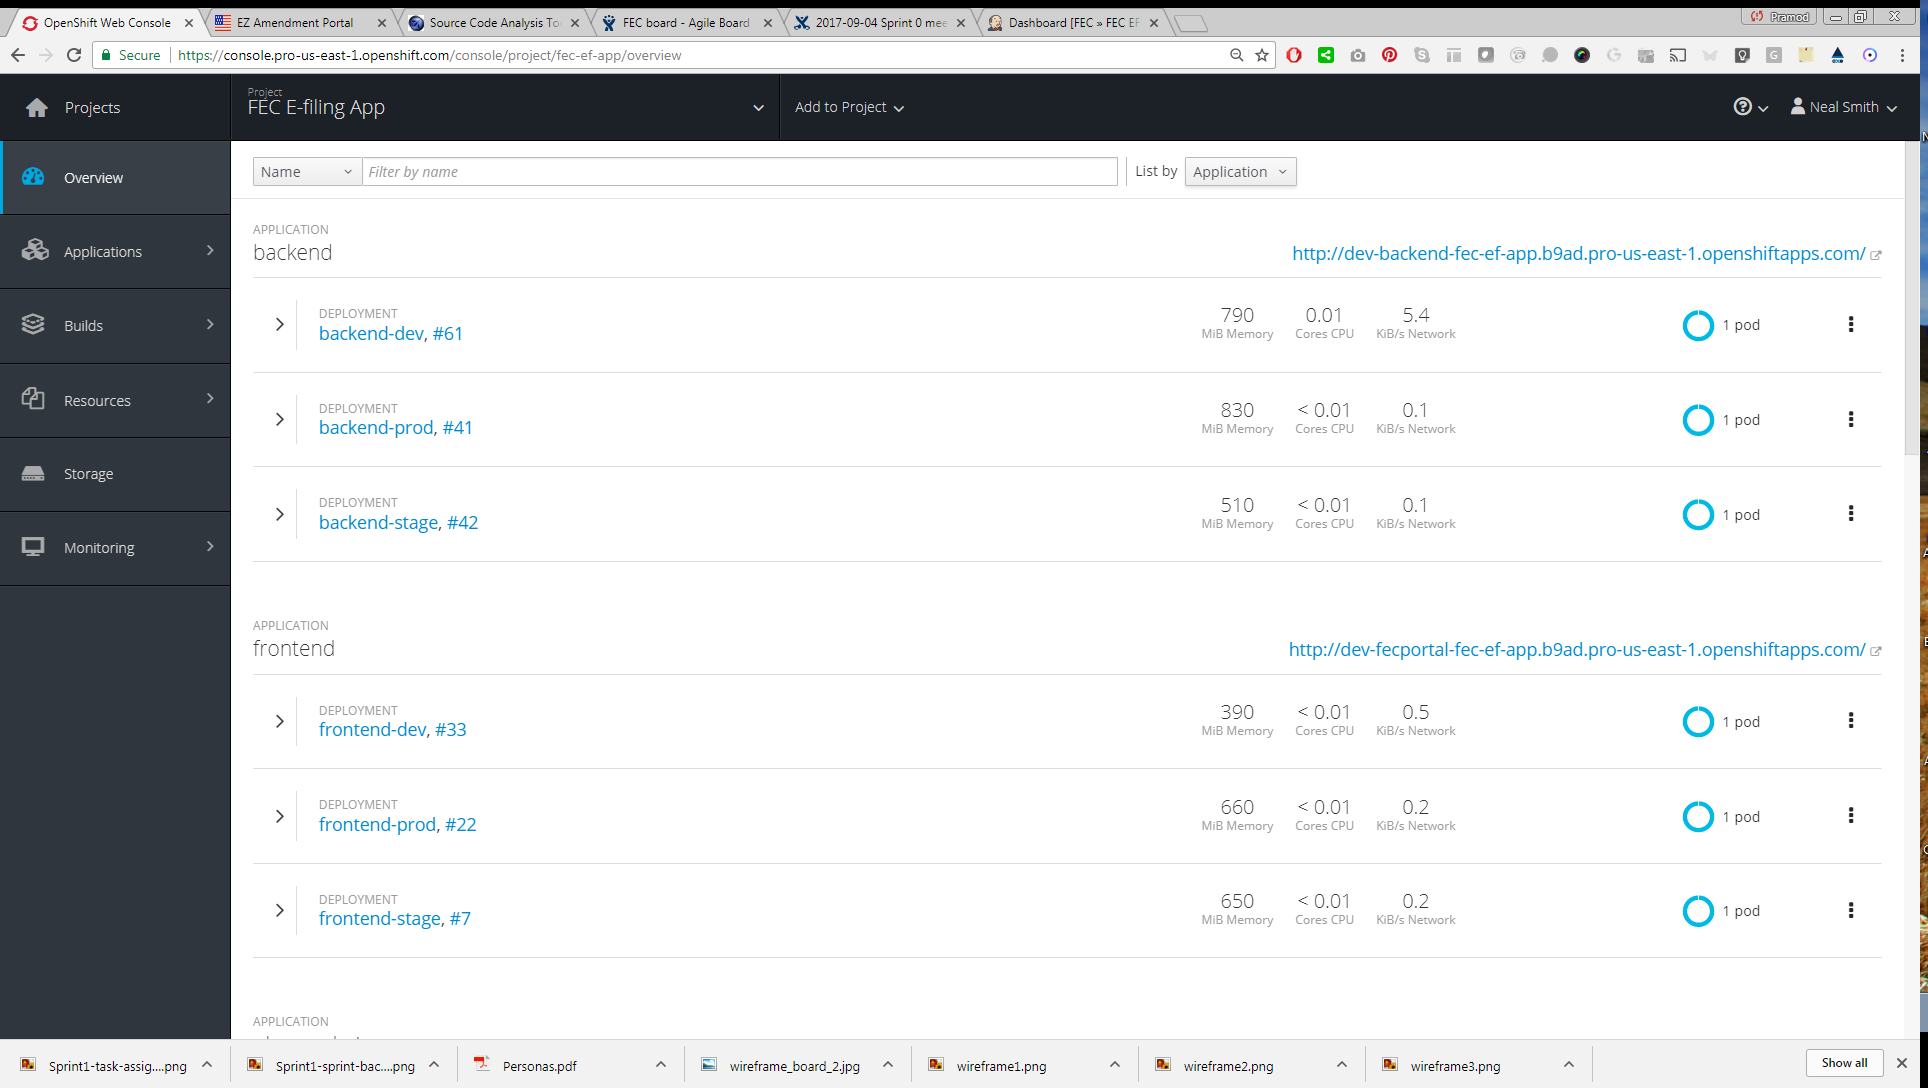 OpenShift Web Console
EZ Amendment Portal
Source Code Analysis To
FEC board - Agile Board
2017-09-04 Sprint 0 mee
Dashboard [FEC » FEC EF
Pramod
Secure
https://console.pro-us-east-1.openshift.com/console/project/fec-ef-app/overview
Projects
Project
FEC E-filing App
Add to Project
Neal Smith
Overview
Applications
Builds
Resources
Storage
Monitoring
Name
Filter by name
List by
Application
APPLICATION
backend
http://dev-backend-fec-ef-app.b9ad.pro-us-east-1.openshiftapps.com/
DEPLOYMENT
backend-dev, #61
790 0.01 5.4
MiB Memory Cores CPU KiB/s Network
1 pod
DEPLOYMENT
backend-prod, #41
830 < 0.01 0.1
MiB Memory Cores CPU KiB/s Network
1 pod
DEPLOYMENT
backend-stage, #42
510 < 0.01 0.1
MiB Memory Cores CPU KiB/s Network
1 pod
APPLICATION
frontend
http://dev-fecportal-fec-ef-app.b9ad.pro-us-east-1.openshiftapps.com/
DEPLOYMENT
frontend-dev, #33
390 < 0.01 0.5
MiB Memory Cores CPU KiB/s Network
1 pod
DEPLOYMENT
frontend-prod, #22
660 < 0.01 0.2
MiB Memory Cores CPU KiB/s Network
1 pod
DEPLOYMENT
frontend-stage, #7
650 < 0.01 0.2
MiB Memory Cores CPU KiB/s Network
1 pod
APPLICATION
Sprint1-task-assig....png
Sprint1-sprint-bac....png
Personas.pdf
wireframe_board_2.jpg
wireframe1.png
wireframe2.png
wireframe3.png
Show all